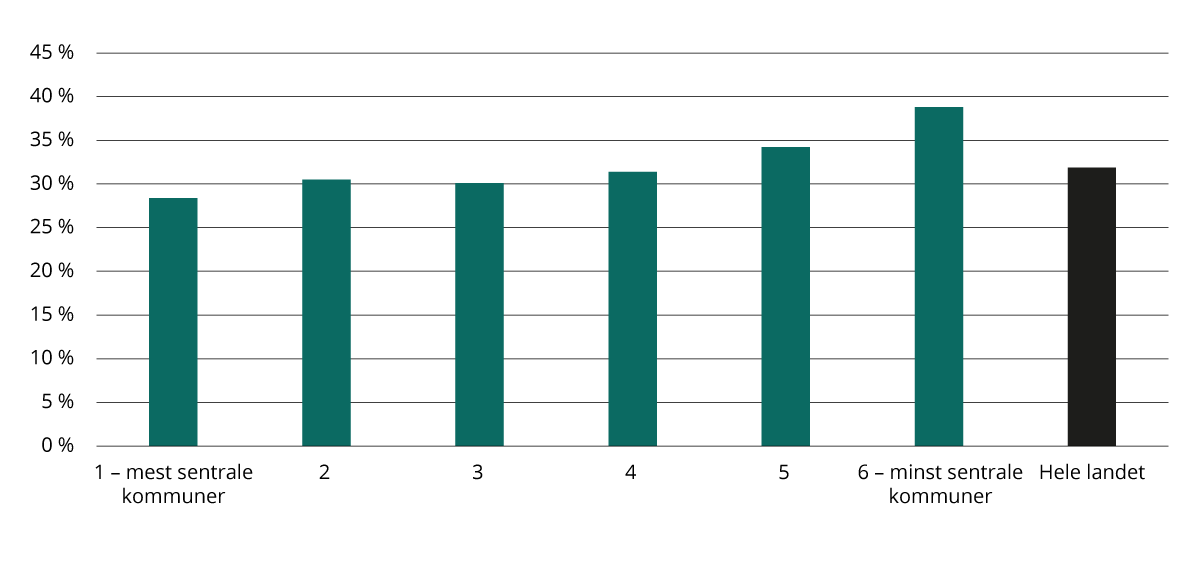 45 %
40 %
35 %
30 %
25 %
20 %
15 %
10 %
5 %
0 %
1 – mest sentrale
kommuner
2
3
4
5
6 – minst sentrale
kommuner
Hele landet